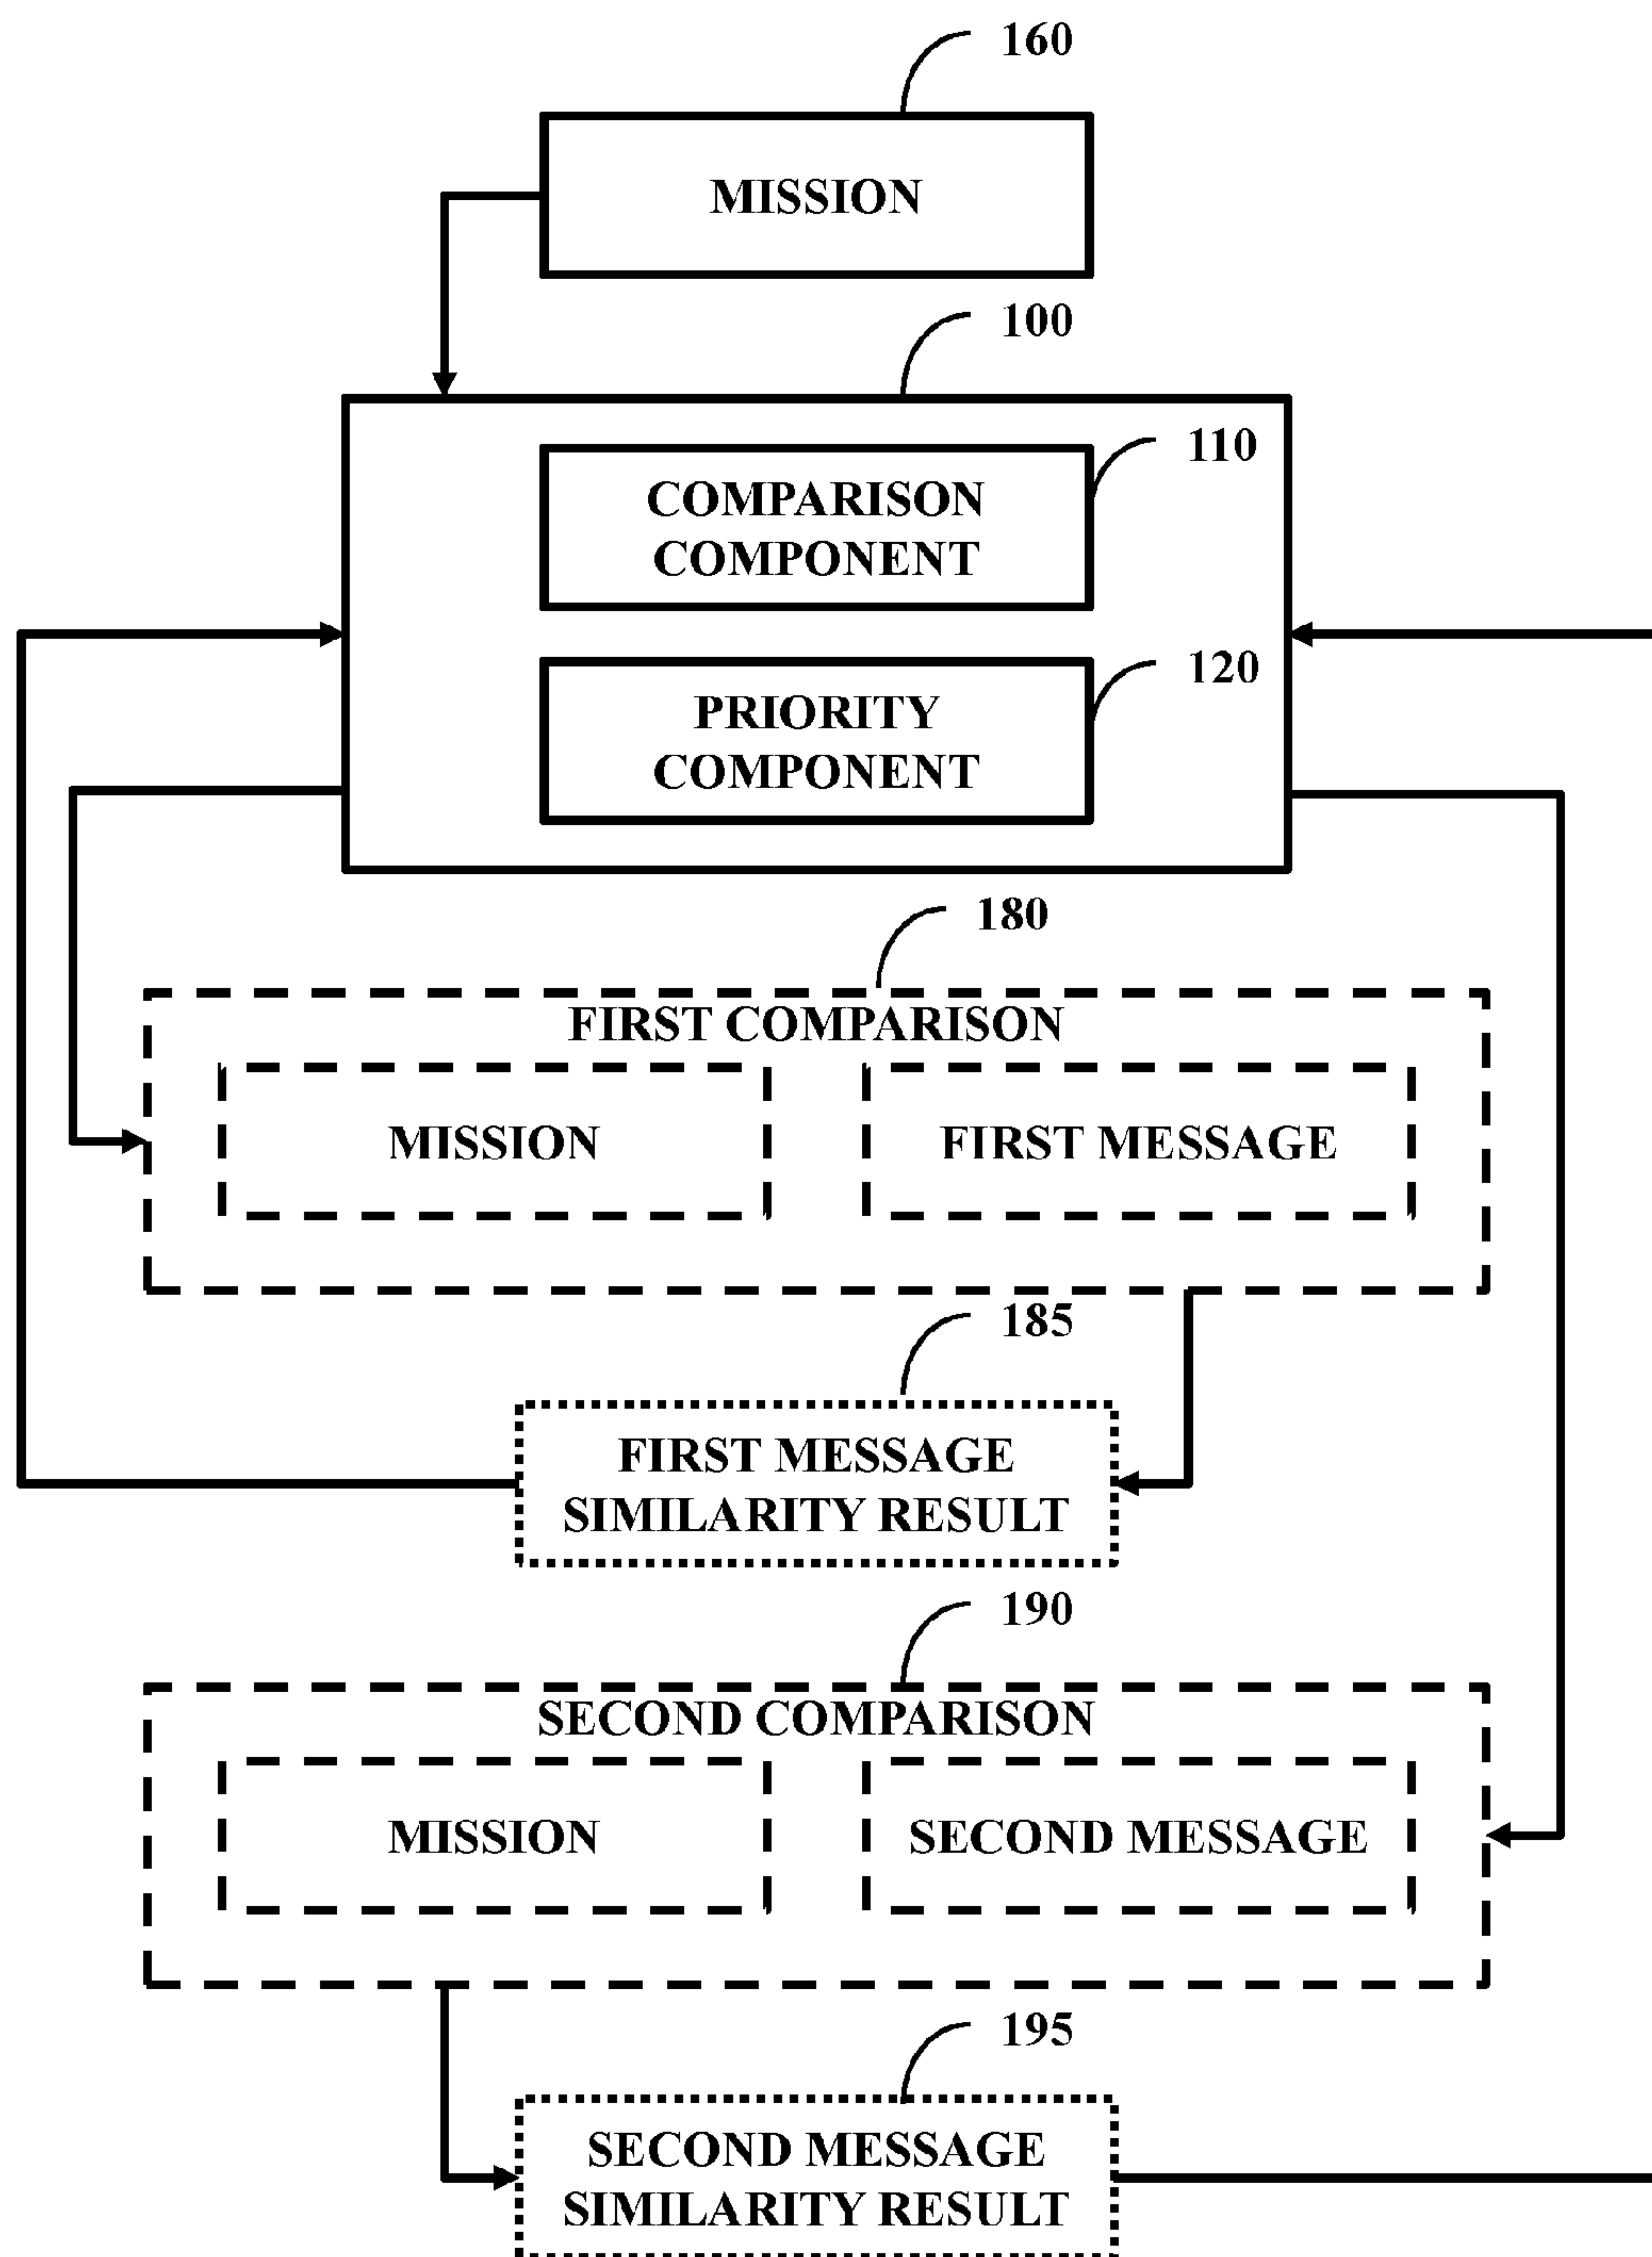 160
MISSION
100
110
COMPARISON
COMPONENT
120
PRIORITY
COMPONENT
180
FIRST COMPARISON
MISSION
FIRST MESSAGE
185
FIRST MESSAGE
SIMILARITY RESULT
190
SECOND COMPARISON
MISSION
SECOND MESSAGE
195
SECOND MESSAGE
SIMILARITY RESULT